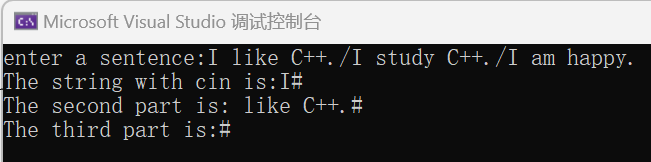 Microsoft Visual Studio 调试控制台
enter a sentence:I like C++./I study C++./I am happy.
The string with cin is:I#
The second part is: like C++.#
The third part is:#